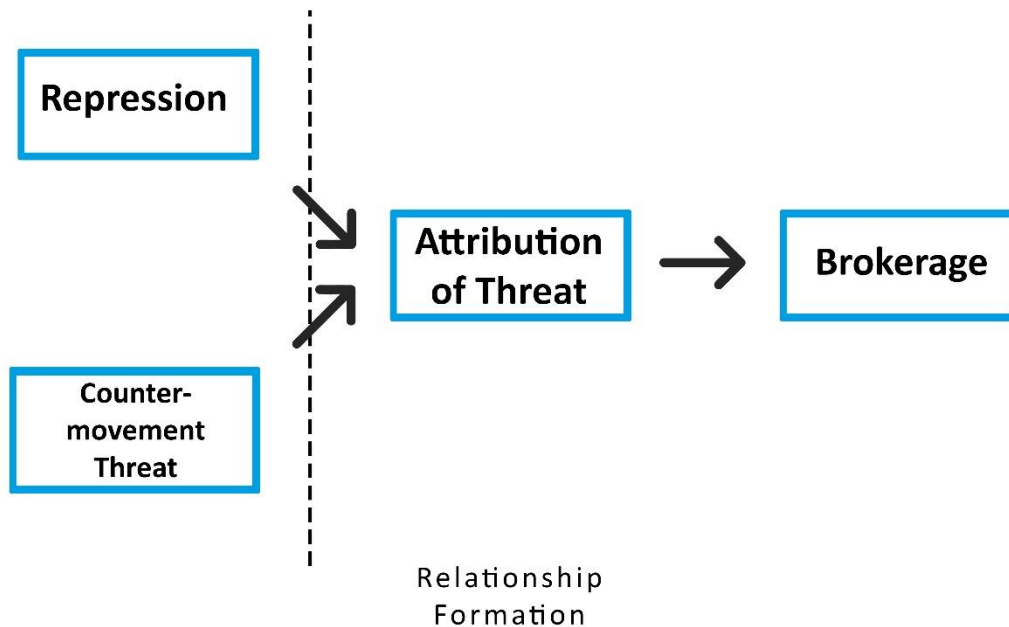 Repression
Attribution
of Threat
Brokerage
Counter-
movement
Threat
Relationship
Formation